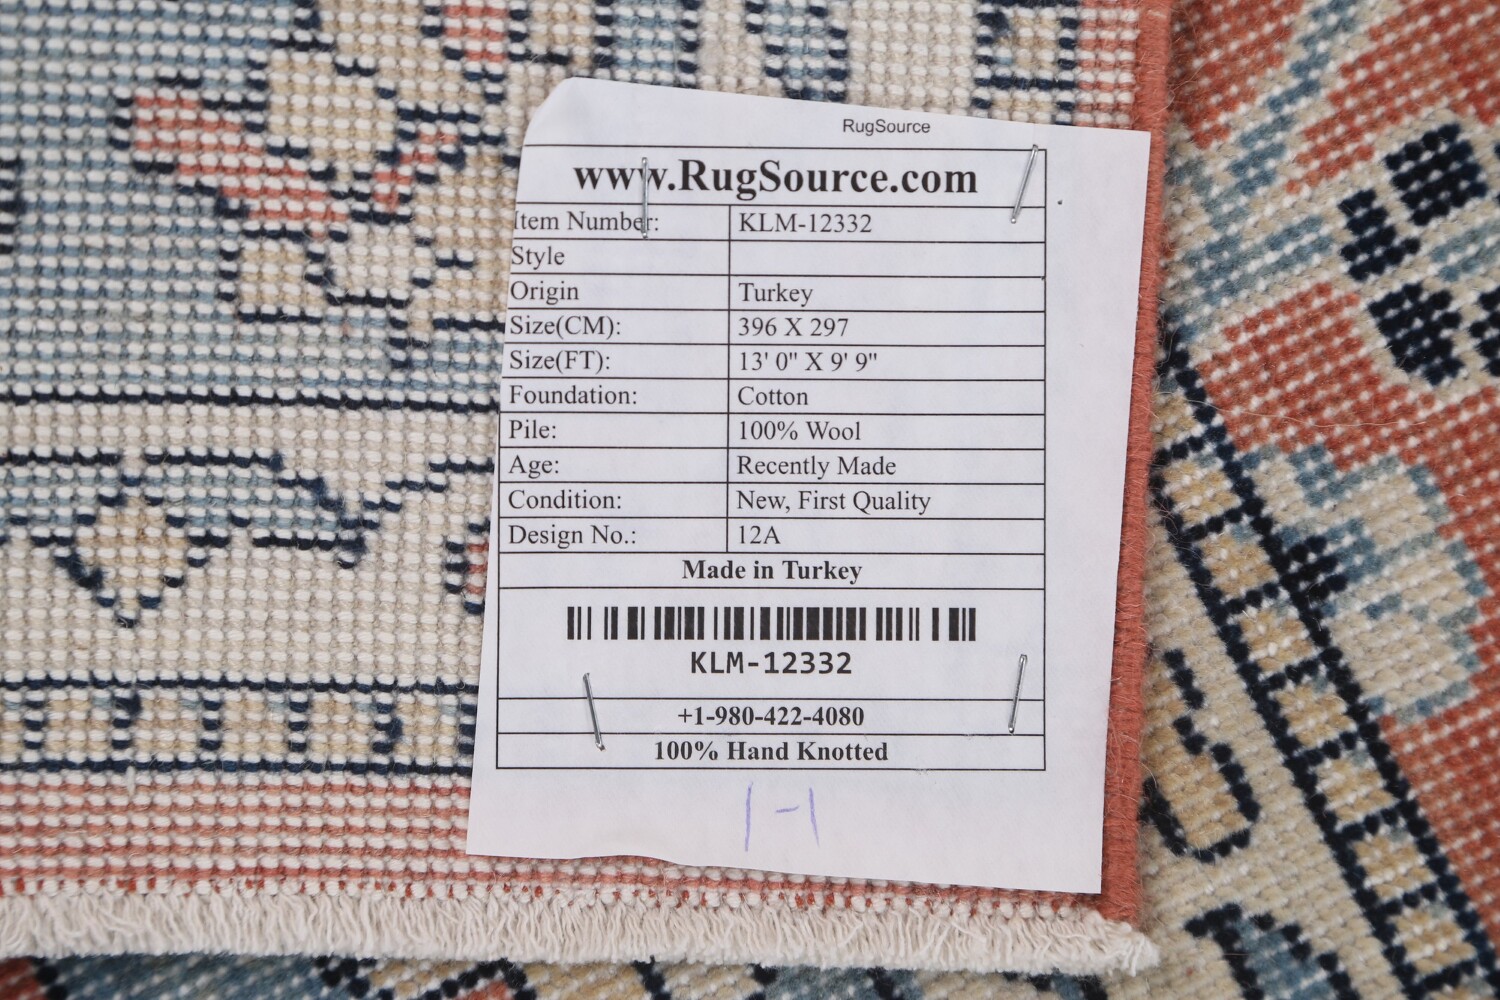 RugSource
www.RugSource.com
Item Number: KLM-12332
Style
Origin Turkey
Size(CM): 396 X 297
Size(FT): 13' 0" X 9' 9"
Foundation: Cotton
Pile: 100% Wool
Age: Recently Made
Condition: New, First Quality
Design No.: 12A
Made in Turkey
KLM-12332
+1-980-422-4080
100% Hand Knotted
1-1